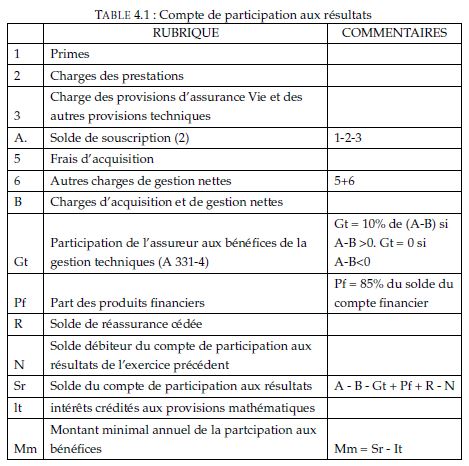 TABLE 4.1 : Compte de participation aux résultats
RUBRIQUE COMMENTAIRES
1 Primes
2 Charges des prestations
Charge des provisions d'assurance Vie et des
3 autres provisions techniques
A. Solde de souscription (2) 1-2-3
5 Frais d'acquisition
6 Autres charges de gestion nettes 5+6
B Charges d'acquisition et de gestion nettes
Gt = 10% de (A-B) si
Participation de l'assureur aux bénéfices de la A-B >0. Gt = 0 si
Gt gestion techniques (A 331-4) A-B<0
Pf = 85% du solde du
Pf Part des produits financiers compte financier
R Solde de réassurance cédée
Solde débiteur du compte de participation aux
N résultats de l'exercice précédent
Sr Solde du compte de participation aux résultats A - B - Gt + Pf + R - N
It intérêts crédités aux provisions mathématiques
Montant minimal annuel de la partcipation aux
Mm bénéfices Mm = Sr - It